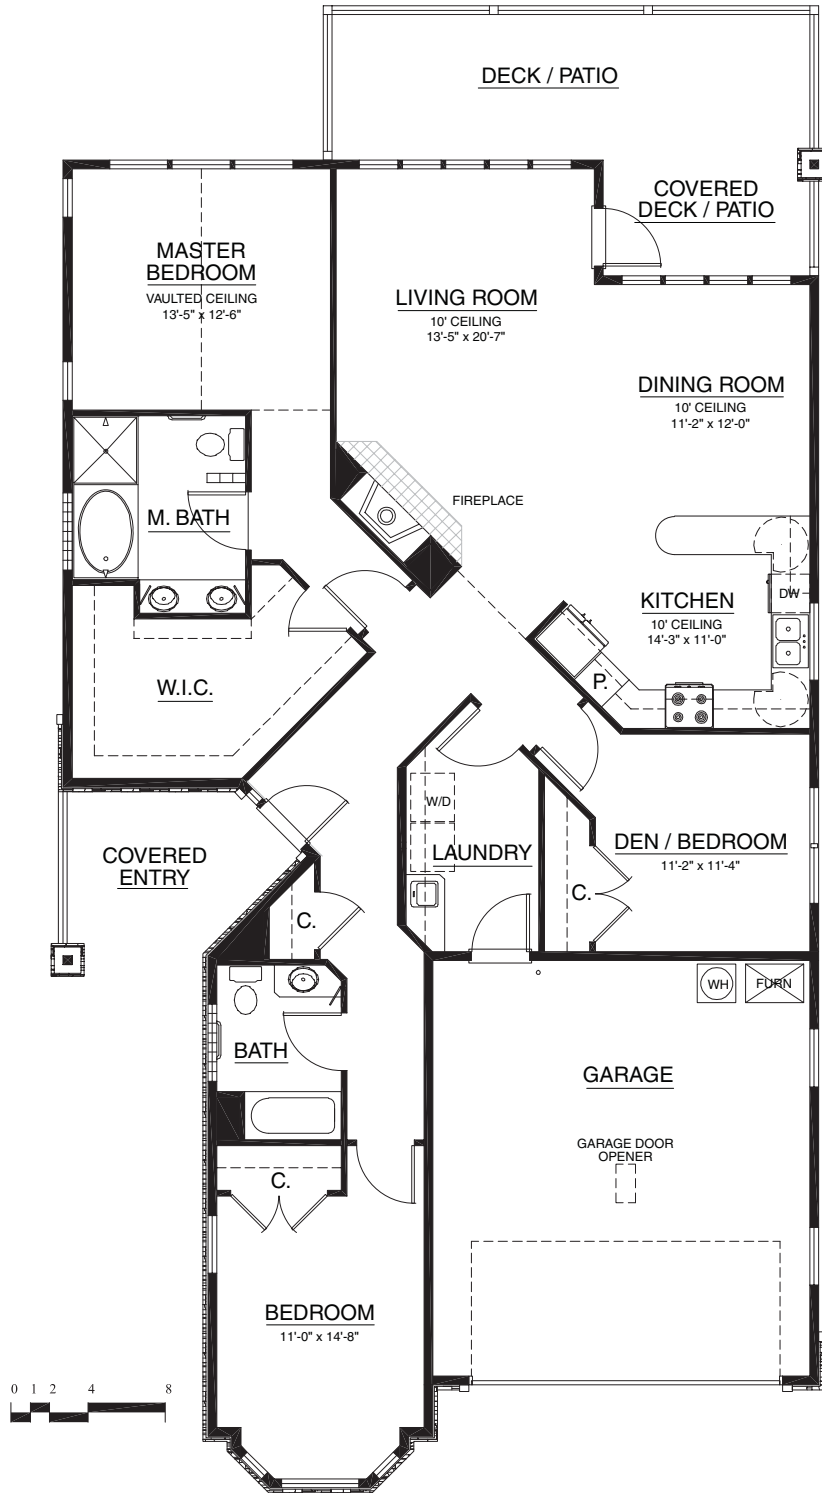 DECK / PATIO
COVERED
DECK / PATIO
MASTER
BEDROOM
VAULTED CEILING
13'-5" x 12'-6"
LIVING ROOM
10' CEILING
13'-5" x 20'-7"
DINING ROOM
10' CEILING
11'-2" x 12'-0"
FIREPLACE
M. BATH
KITCHEN
10' CEILING
14'-3" x 11'-0"
DW
P.
W.I.C.
W/D
LAUNDRY
DEN / BEDROOM
11'-2" x 11'-4"
C.
COVERED
ENTRY
C.
WH
FURN
BATH
GARAGE
GARAGE DOOR
OPENER
C.
BEDROOM
11'-0" x 14'-8"
0 1 2 4 8